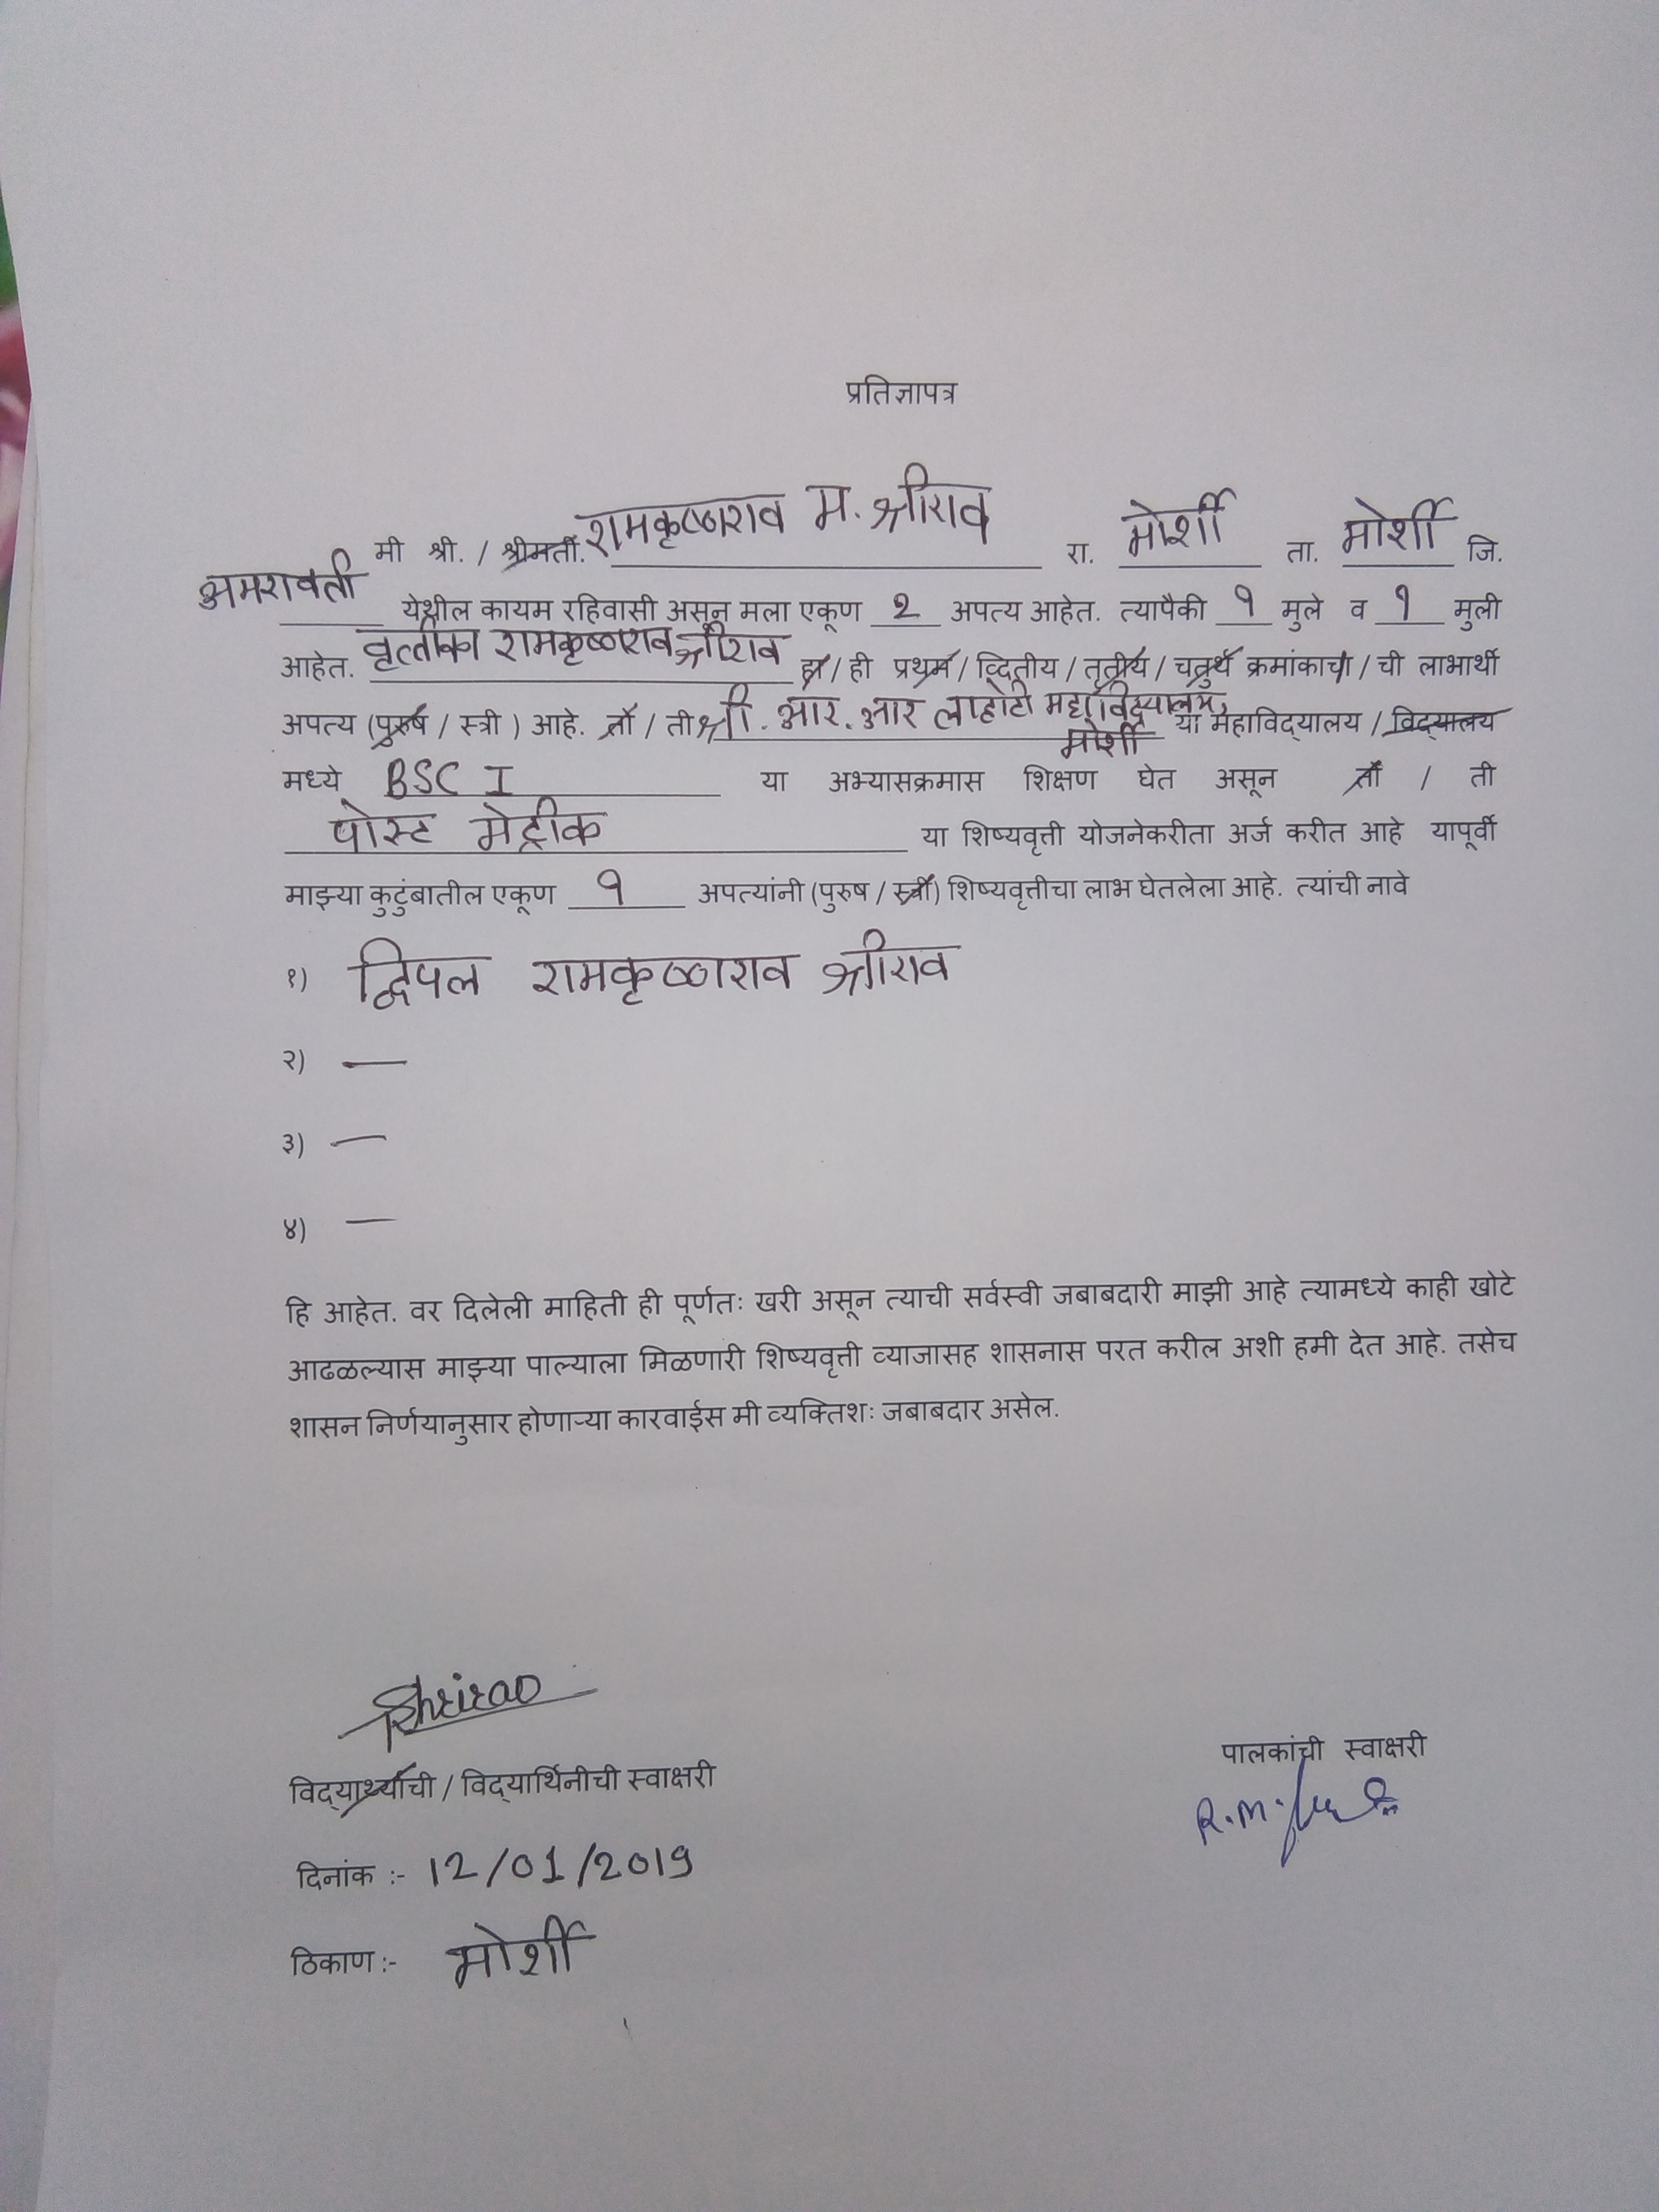 प्रतिज्ञापत्र
मी श्री. / श्रीमती. रामकृष्णराव म. श्रीराव रा. मोर्शी ता. मोर्शी जि.
अमरावती येथील कायम रहिवासी असून मला एकूण 2 अपत्य आहेत. त्यापैकी १ मुले व १ मुली
आहेत. वृत्तीका रामकृष्णराव श्रीराव हा / ही प्रथम / व्दितीय / तृतीय / चतुर्थ क्रमांकाचा / ची लाभार्थी
अपत्य (पुरुष / स्त्री ) आहे. तो / ती श्री. आर. आर लाहोटी महाविद्यालय, मोर्शी या महाविद्यालय / विद्यालय
मध्ये BSC I या अभ्यासक्रमास शिक्षण घेत असून तो / ती
पोस्ट मेट्रीक या शिष्यवृत्ती योजनेकरीता अर्ज करीत आहे यापूर्वी
माझ्या कुटुंबातील एकूण १ अपत्यांनी (पुरुष / स्त्री) शिष्यवृत्तीचा लाभ घेतलेला आहे. त्यांची नावे
१) द्विपल रामकृष्णराव श्रीराव
२) —
३) —
४) —
हि आहेत. वर दिलेली माहिती ही पूर्णतः खरी असून त्याची सर्वस्वी जबाबदारी माझी आहे त्यामध्ये काही खोटे
आढळल्यास माझ्या पाल्याला मिळणारी शिष्यवृत्ती व्याजासह शासनास परत करील अशी हमी देत आहे. तसेच
शासन निर्णयानुसार होणाऱ्या कारवाईस मी व्यक्तिशः जबाबदार असेल.
Shrirao
विद्यार्थ्याची / विद्यार्थिनीची स्वाक्षरी
पालकांची स्वाक्षरी
R.M.
दिनांक :- 12/01/2019
ठिकाण :- मोर्शी